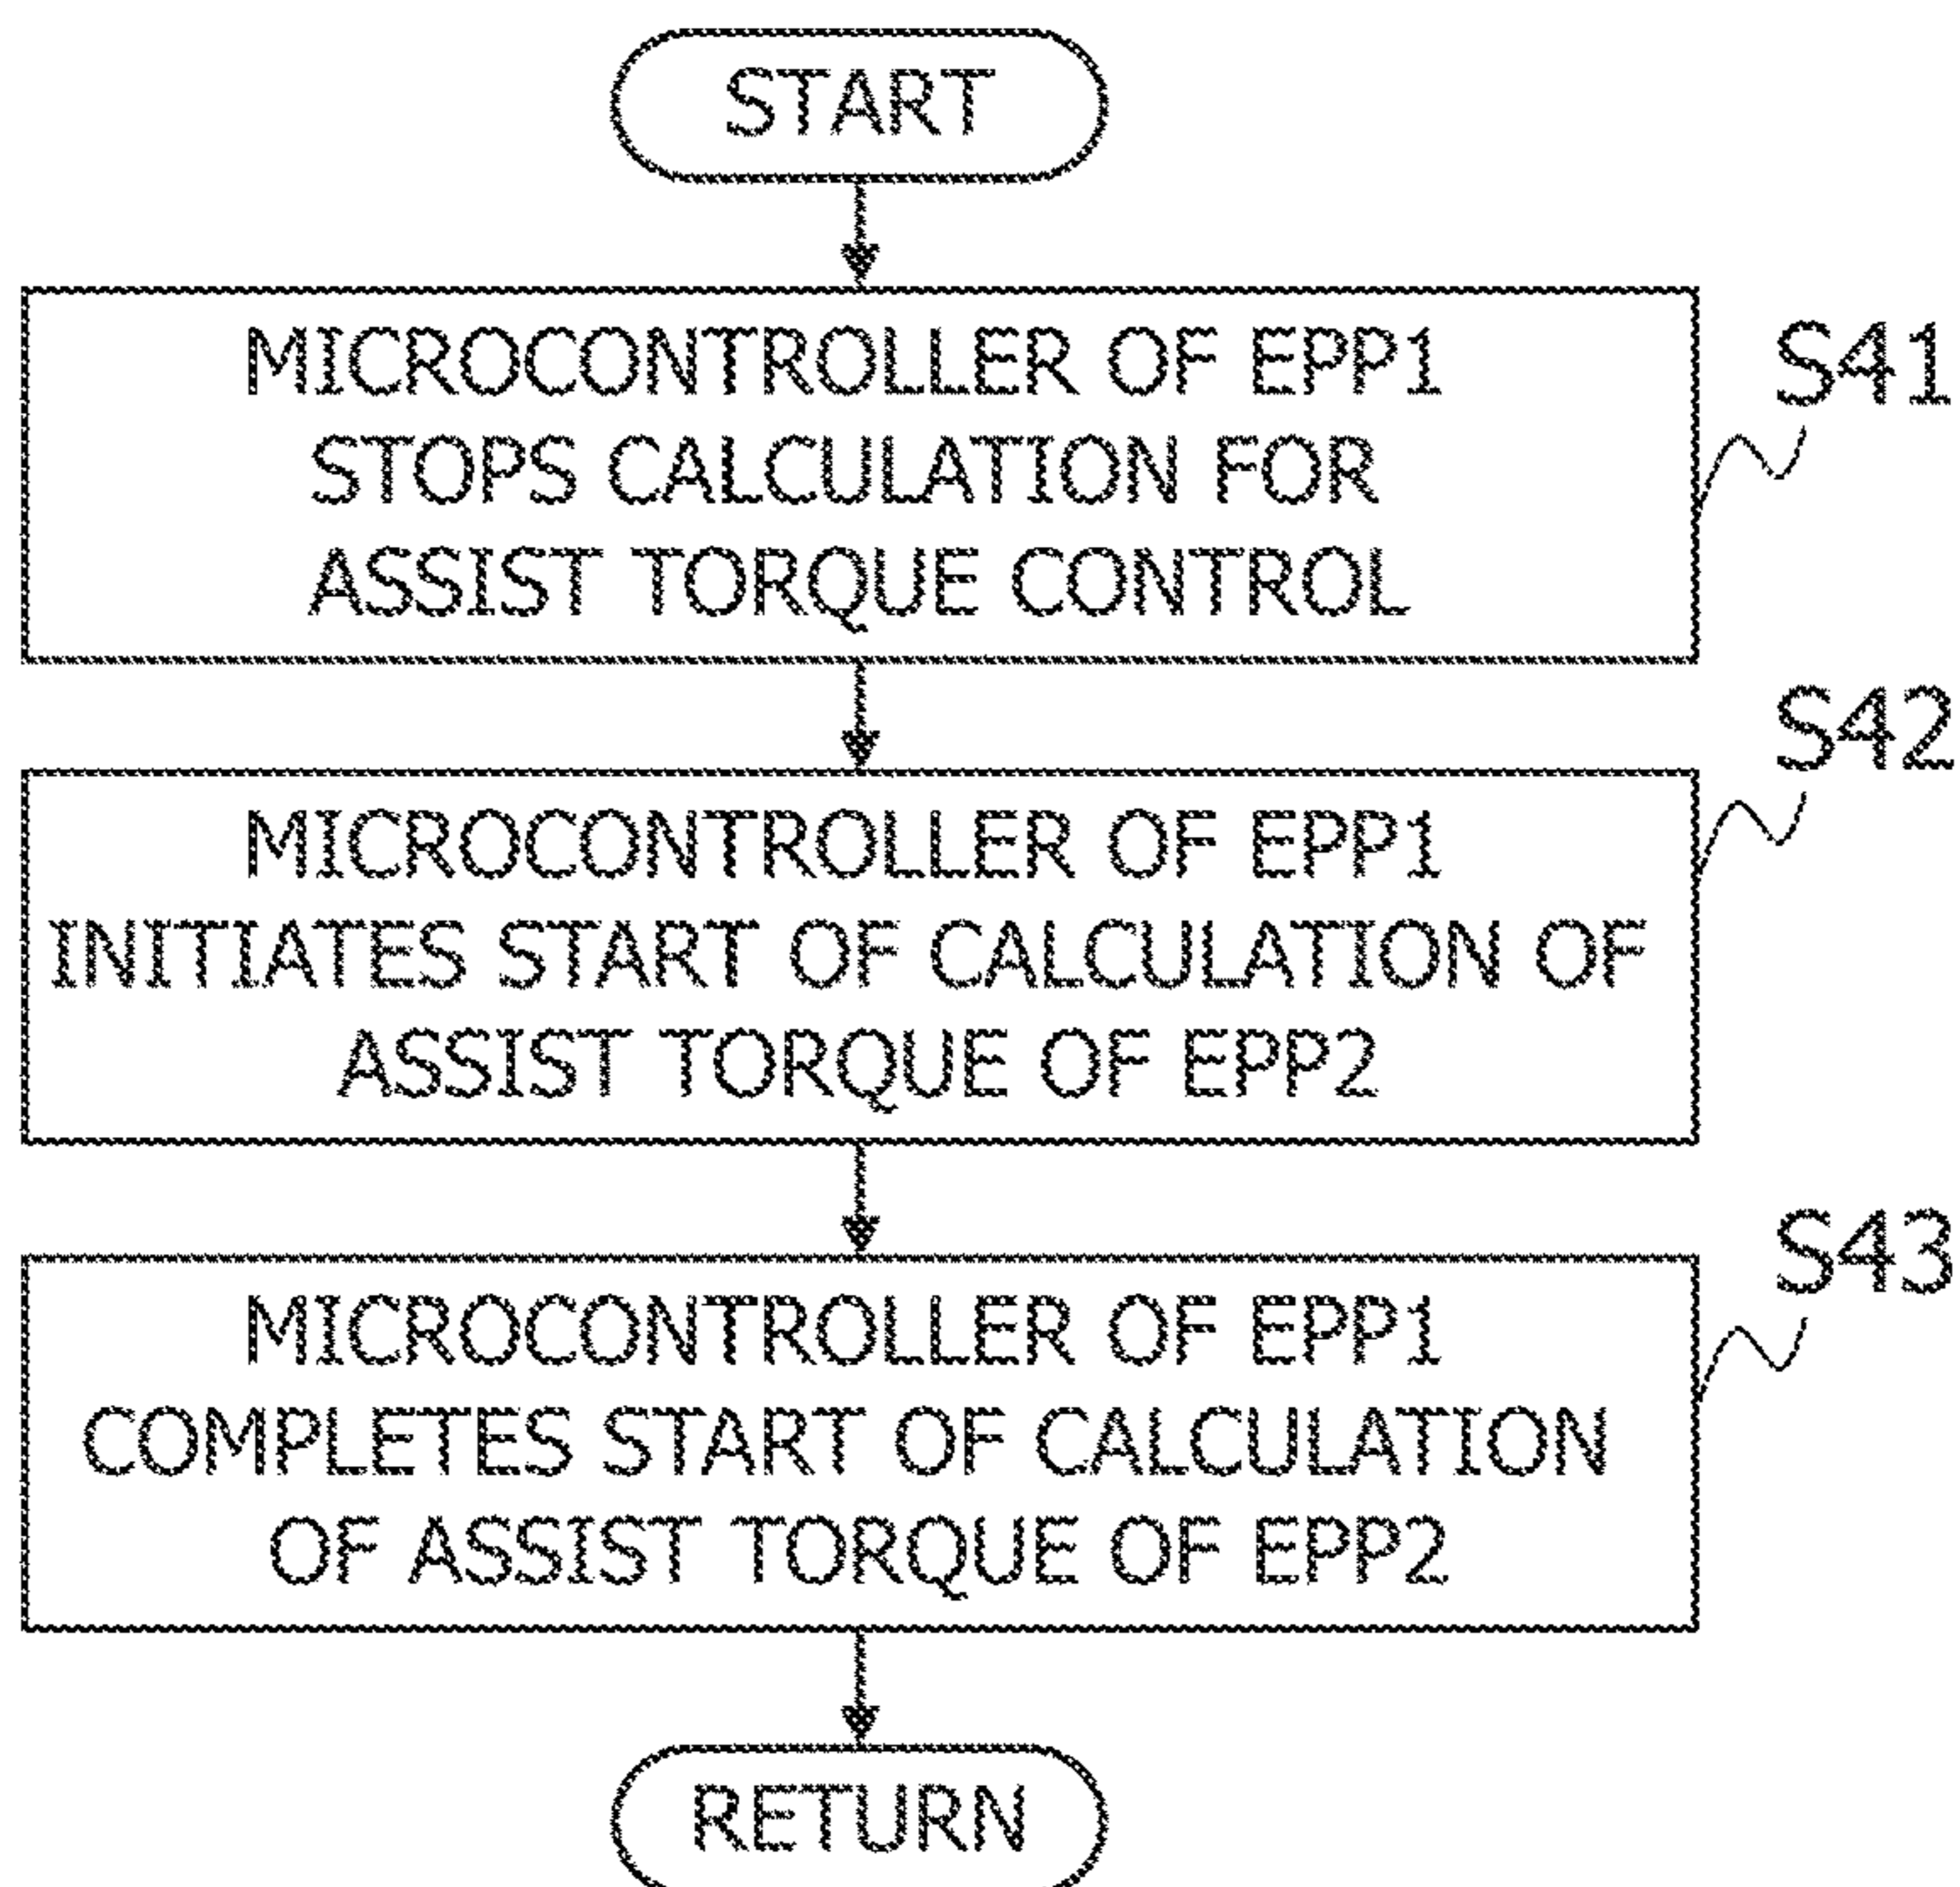 START
MICROCONTROLLER OF EPP1
STOPS CALCULATION FOR
ASSIST TORQUE CONTROL
S41
MICROCONTROLLER OF EPP1
INITIATES START OF CALCULATION OF
ASSIST TORQUE OF EPP2
S42
MICROCONTROLLER OF EPP1
COMPLETES START OF CALCULATION
OF ASSIST TORQUE OF EPP2
S43
RETURN